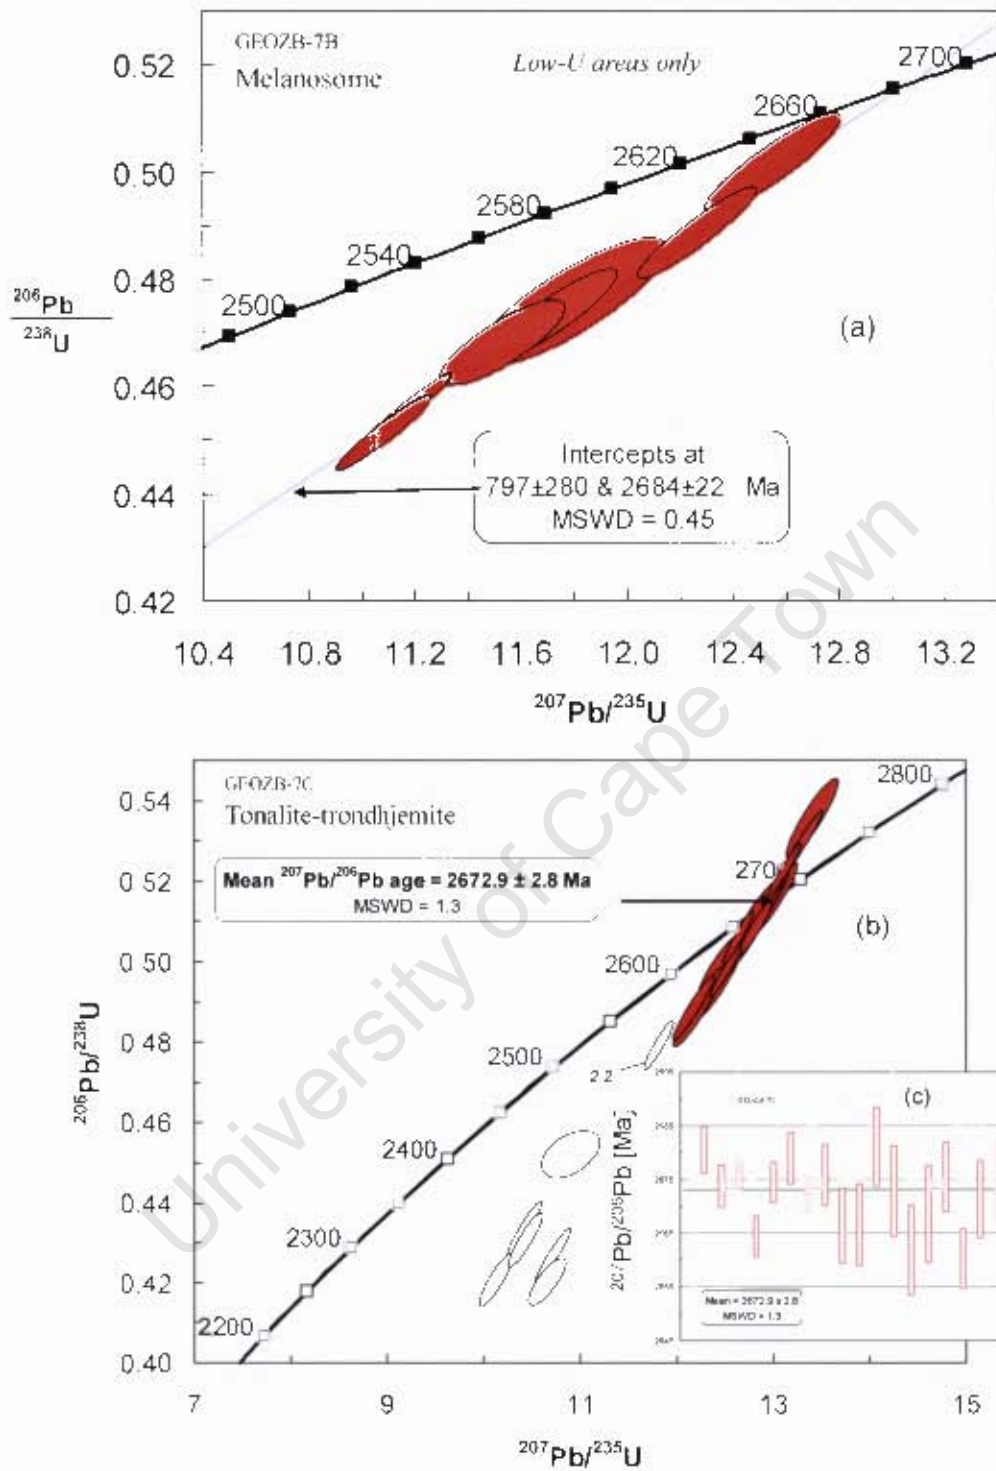 GEOZB-7B
Melanosome
Low-U areas only
0.52
0.50
0.48
0.46
0.44
0.42
2700
2660
2620
2580
2540
2500
²⁰⁶Pb
²³⁸U
(a)
Intercepts at
797±280 & 2684±22 Ma
MSWD = 0.45
10.4 10.8 11.2 11.6 12.0 12.4 12.8 13.2
²⁰⁷Pb/²³⁵U
GEOZB-7C
Tonalite-trondhjemite
Mean ²⁰⁷Pb/²⁰⁶Pb age = 2672.9 ± 2.8 Ma
MSWD = 1.3
0.54
0.52
0.50
0.48
0.46
0.44
0.42
0.40
2800
270
2600
2500
2400
2300
2200
(b)
2.2
²⁰⁶Pb/²³⁸U
(c)
²⁰⁷Pb/²⁰⁶Pb [Ma]
Mean = 2672.9 ± 2.8
MSWD = 1.3
7 9 11 13 15
²⁰⁷Pb/²³⁵U
University of Cape Town